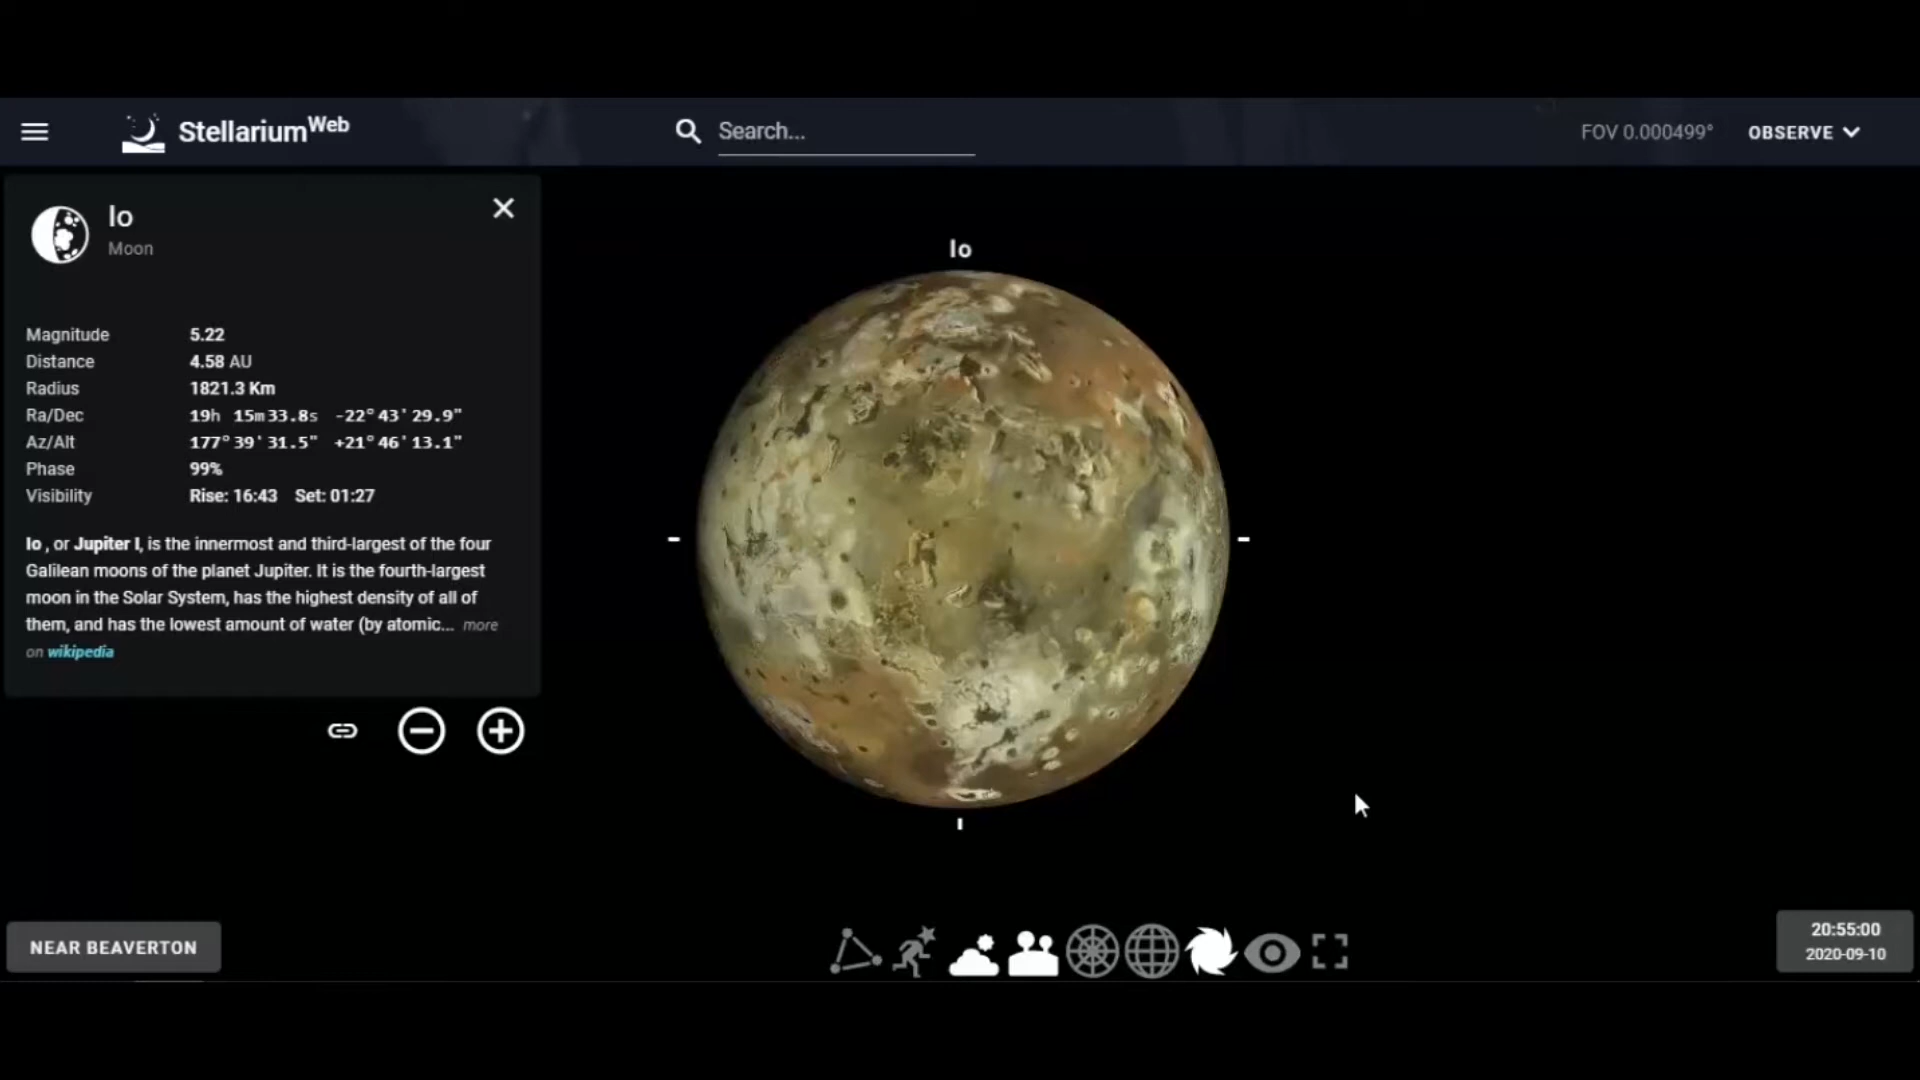 StellariumWeb
Search...
FOV 0.000499°
OBSERVE
Io
Moon
Magnitude 5.22
Distance 4.58 AU
Radius 1821.3 Km
Ra/Dec 19h 15m33.8s -22°43'29.9"
Az/Alt 177°39'31.5" +21°46'13.1"
Phase 99%
Visibility Rise: 16:43 Set: 01:27
Io , or Jupiter I, is the innermost and third-largest of the four
Galilean moons of the planet Jupiter. It is the fourth-largest
moon in the Solar System, has the highest density of all of
them, and has the lowest amount of water (by atomic... more
on wikipedia
Io
NEAR BEAVERTON
20:55:00
2020-09-10